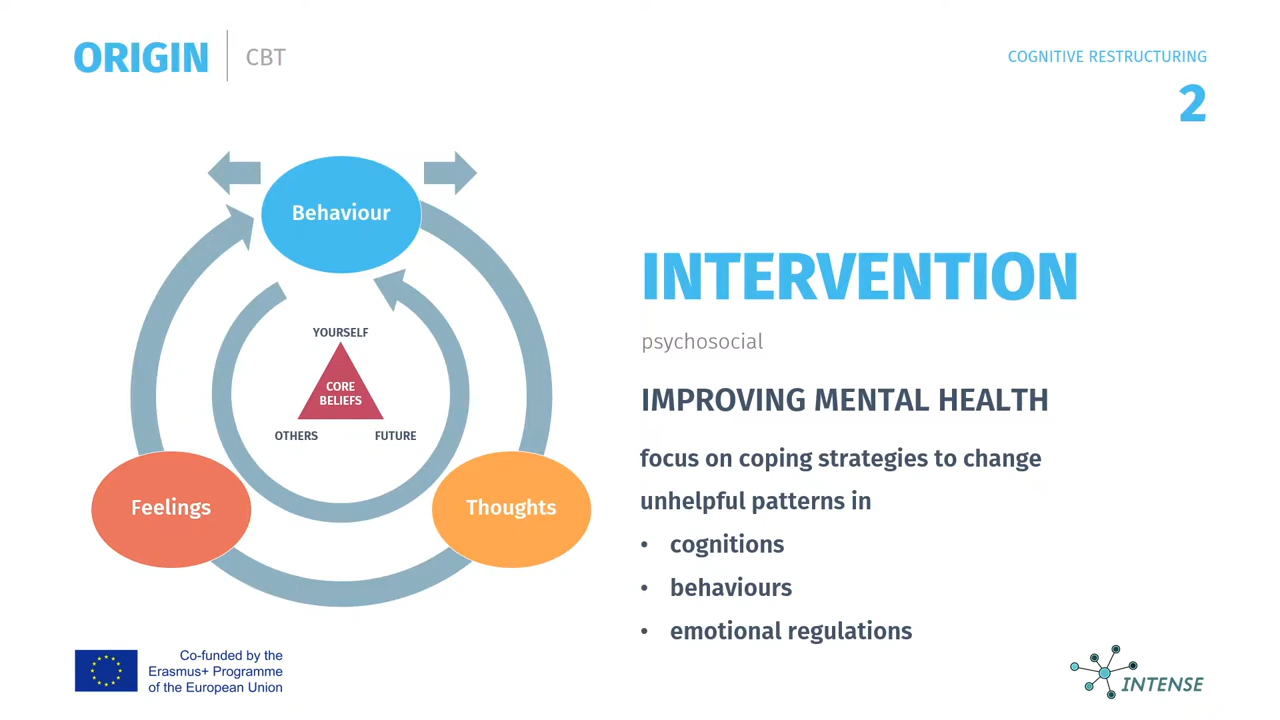 ORIGIN
CBT
COGNITIVE RESTRUCTURING
2
Behaviour
YOURSELF
CORE
BELIEFS
OTHERS
FUTURE
Feelings
Thoughts
INTERVENTION
psychosocial
IMPROVING MENTAL HEALTH
focus on coping strategies to change
unhelpful patterns in
• cognitions
• behaviours
• emotional regulations
Co-funded by the
Erasmus+ Programme
of the European Union
INTENSE